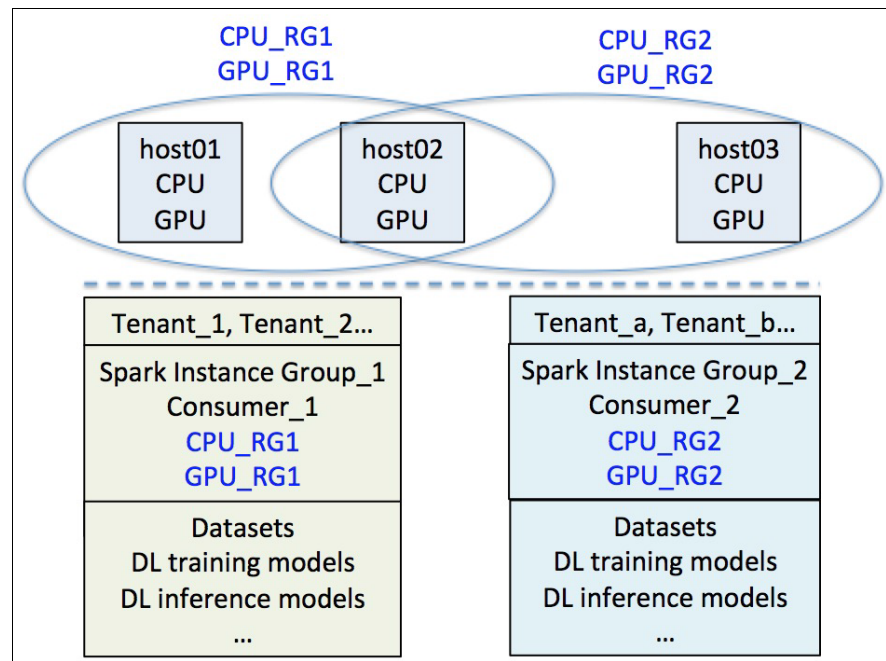 CPU_RG1
GPU_RG1
CPU_RG2
GPU_RG2
host01
CPU
GPU
host02
CPU
GPU
host03
CPU
GPU
Tenant_1, Tenant_2...
Spark Instance Group_1
Consumer_1
CPU_RG1
GPU_RG1
Datasets
DL training models
DL inference models
...
Tenant_a, Tenant_b...
Spark Instance Group_2
Consumer_2
CPU_RG2
GPU_RG2
Datasets
DL training models
DL inference models
...